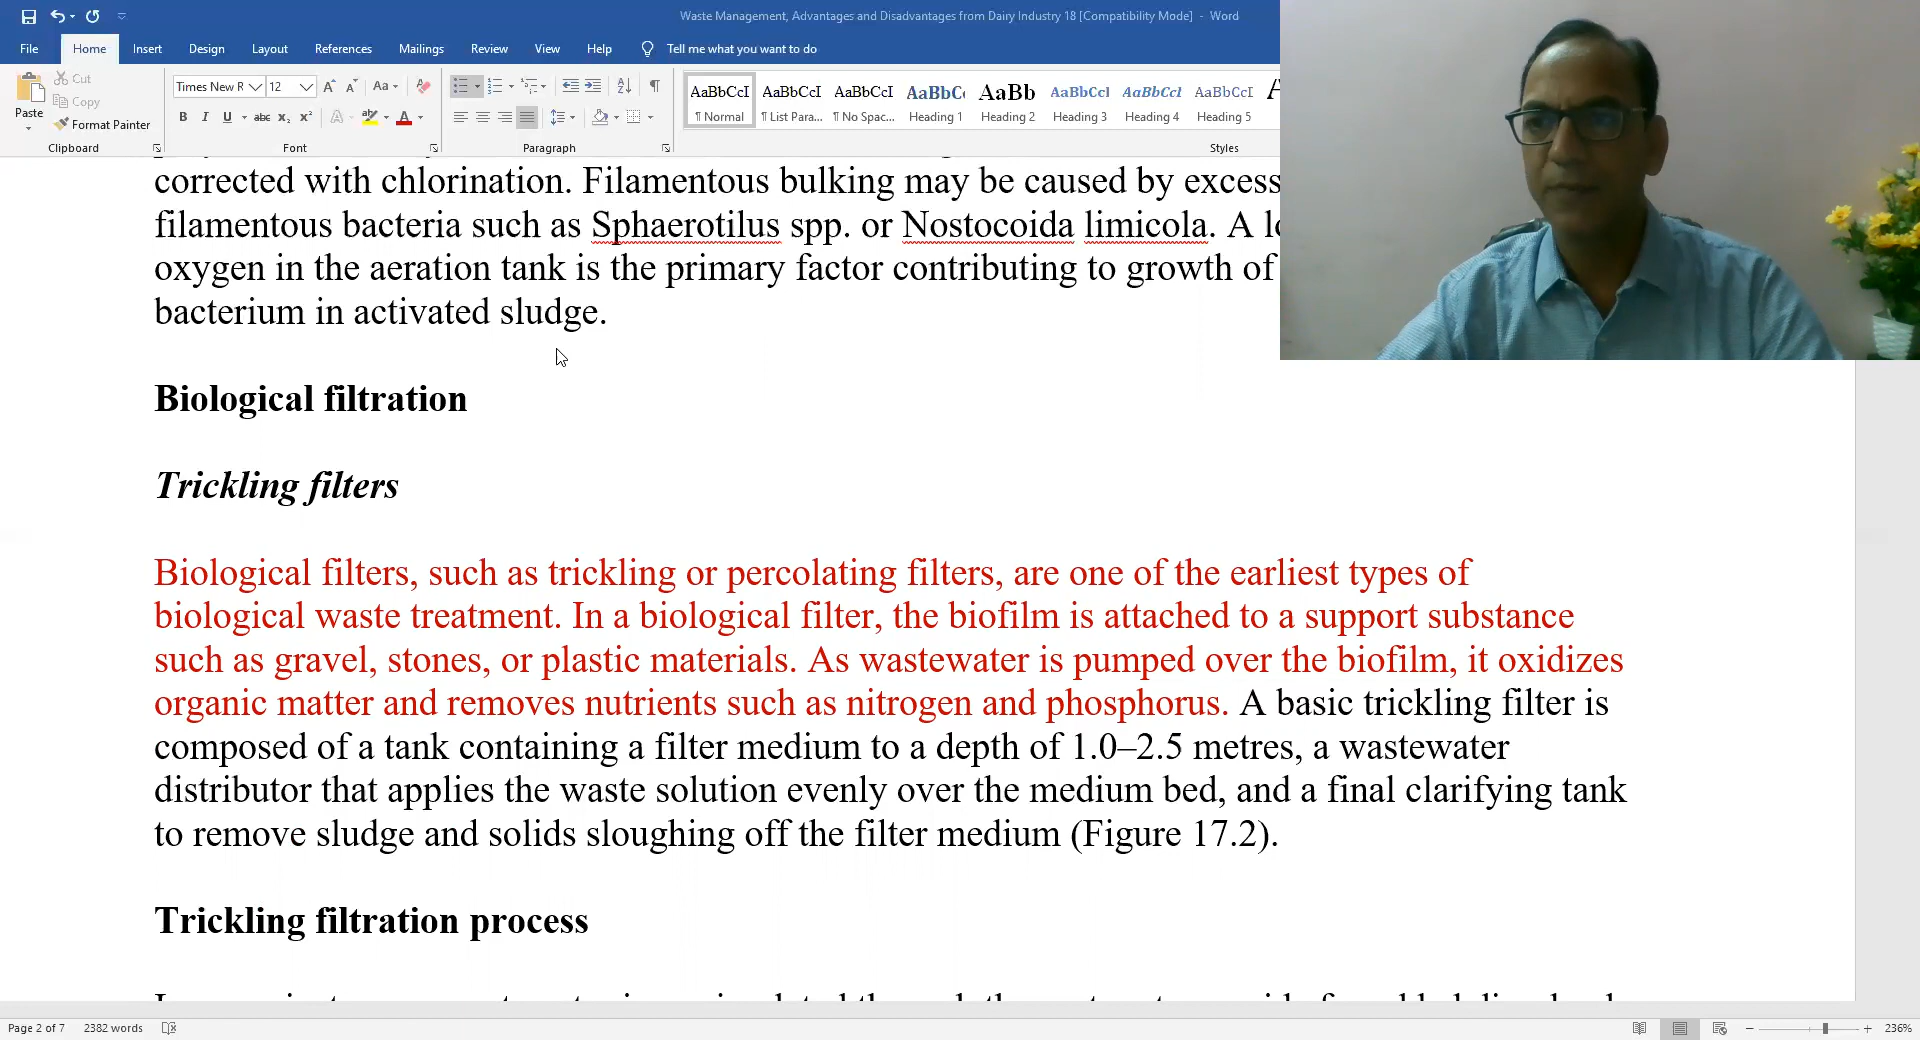 Waste Management, Advantages and Disadvantages from Dairy Industry 18 [Compatibility Mode] - Word
File Home Insert Design Layout References Mailings Review View Help Tell me what you want to do
Cut
Copy
Paste
Format Painter
Times New R 12
Aa
B I U abc x₂ x² A A
AaBbCcI AaBbCcI AaBbCcI AaBbC AaBb AaBbCcI AaBbCcI AaBbCcI
¶ Normal ¶ List Para... ¶ No Spac... Heading 1 Heading 2 Heading 3 Heading 4 Heading 5
Clipboard Font Paragraph Styles
corrected with chlorination. Filamentous bulking may be caused by excess
filamentous bacteria such as Sphaerotilus spp. or Nostocoida limicola. A
oxygen in the aeration tank is the primary factor contributing to growth of
bacterium in activated sludge.
Biological filtration
Trickling filters
Biological filters, such as trickling or percolating filters, are one of the earliest types of
biological waste treatment. In a biological filter, the biofilm is attached to a support substance
such as gravel, stones, or plastic materials. As wastewater is pumped over the biofilm, it oxidizes
organic matter and removes nutrients such as nitrogen and phosphorus. A basic trickling filter is
composed of a tank containing a filter medium to a depth of 1.0–2.5 metres, a wastewater
distributor that applies the waste solution evenly over the medium bed, and a final clarifying tank
to remove sludge and solids sloughing off the filter medium (Figure 17.2).
Trickling filtration process
Page 2 of 7 2382 words 236%